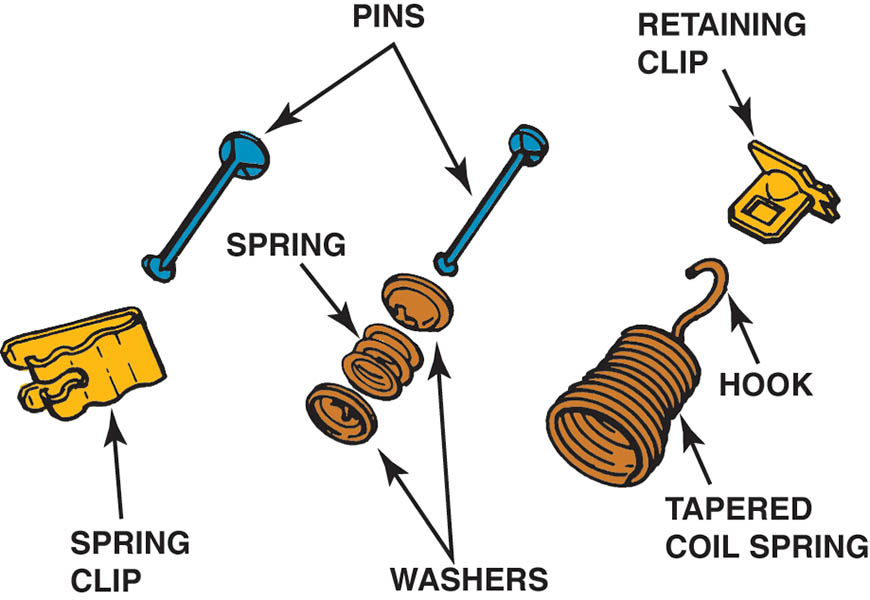 PINS
RETAINING
CLIP
SPRING
HOOK
TAPERED
COIL SPRING
SPRING
CLIP
WASHERS